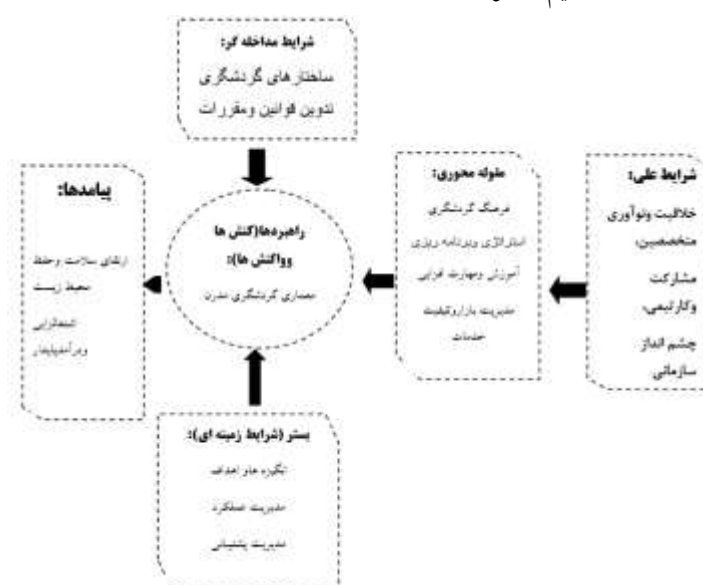 شرایط مداخله گر:
ساختارهای گردشگری
تدوین قوانین ومقررات
شرایط علی:
خلاقیت ونوآوری
متخصصین،
مشارکت
وکارتیمی،
چشم انداز
سازمانی
مقوله محوری:
فرهنگ گردشگری
استراتژی وبرنامه ریزی
آموزش ومهارت افزایی
مدیریت بازاروکیفیت
خدمات
راهبردها(کنش ها
وواکنش ها):
معماری گردشگری مدرن
پیامدها:
ارتقای سلامت وحفظ
محیط زیست
اشتغالزایی
ودرآمدپایدار
بستر (شرایط زمینه ای):
انگیزه هاو اهداف
مدیریت عملکرد
مدیریت پشتیبانی